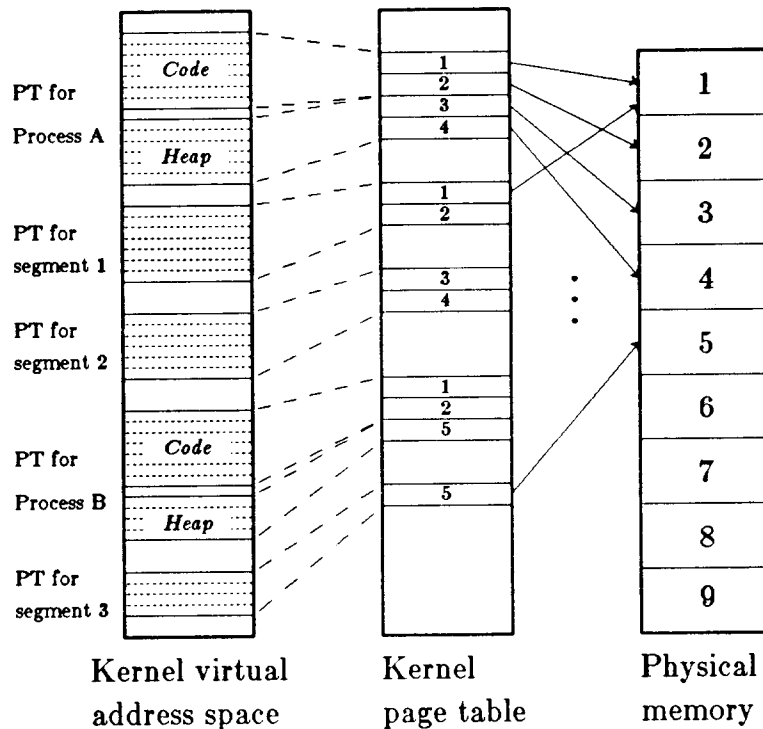 Code
PT for
Process A
Heap
PT for
segment 1
PT for
segment 2
Code
PT for
Process B
Heap
PT for
segment 3
Kernel virtual
address space
1
2
3
4
1
2
3
4
1
2
5
5
Kernel
page table
1
2
3
4
5
6
7
8
9
Physical
memory